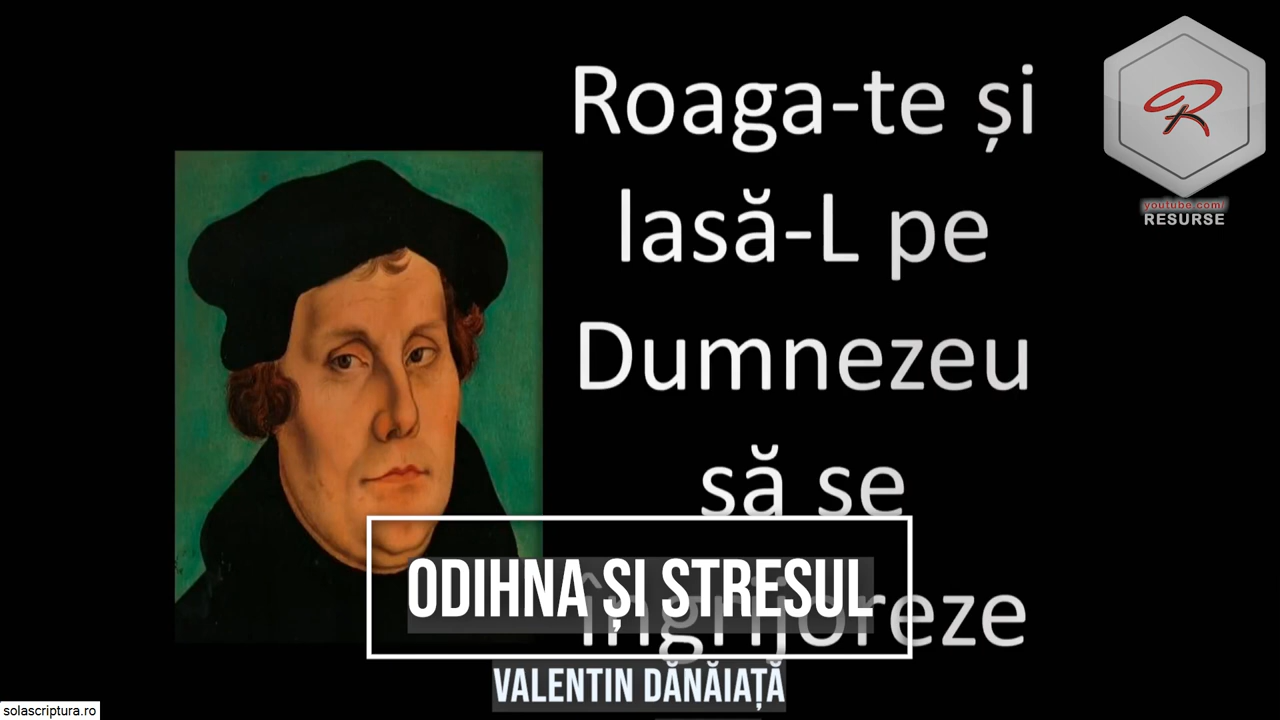 Roaga-te și
lasă-L pe
Dumnezeu
să se
îngrijoreze
youtube.com/
RESURSE
ODIHNA ȘI STRESUL
VALENTIN DĂNĂIAȚĂ
solascriptura.ro